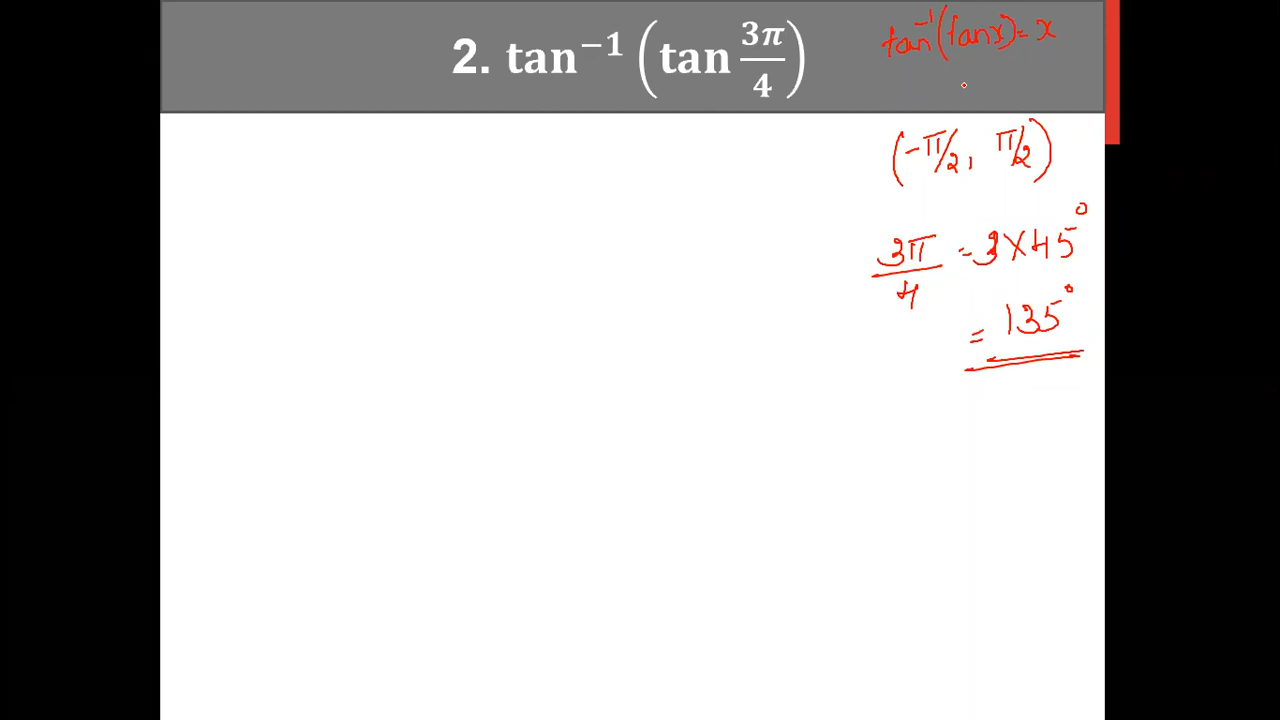 2. tan⁻¹ (tan 3π/4)
tan⁻¹(tanx) = x
(-π/2, π/2)
3π/4 = 3×45°
= 135°